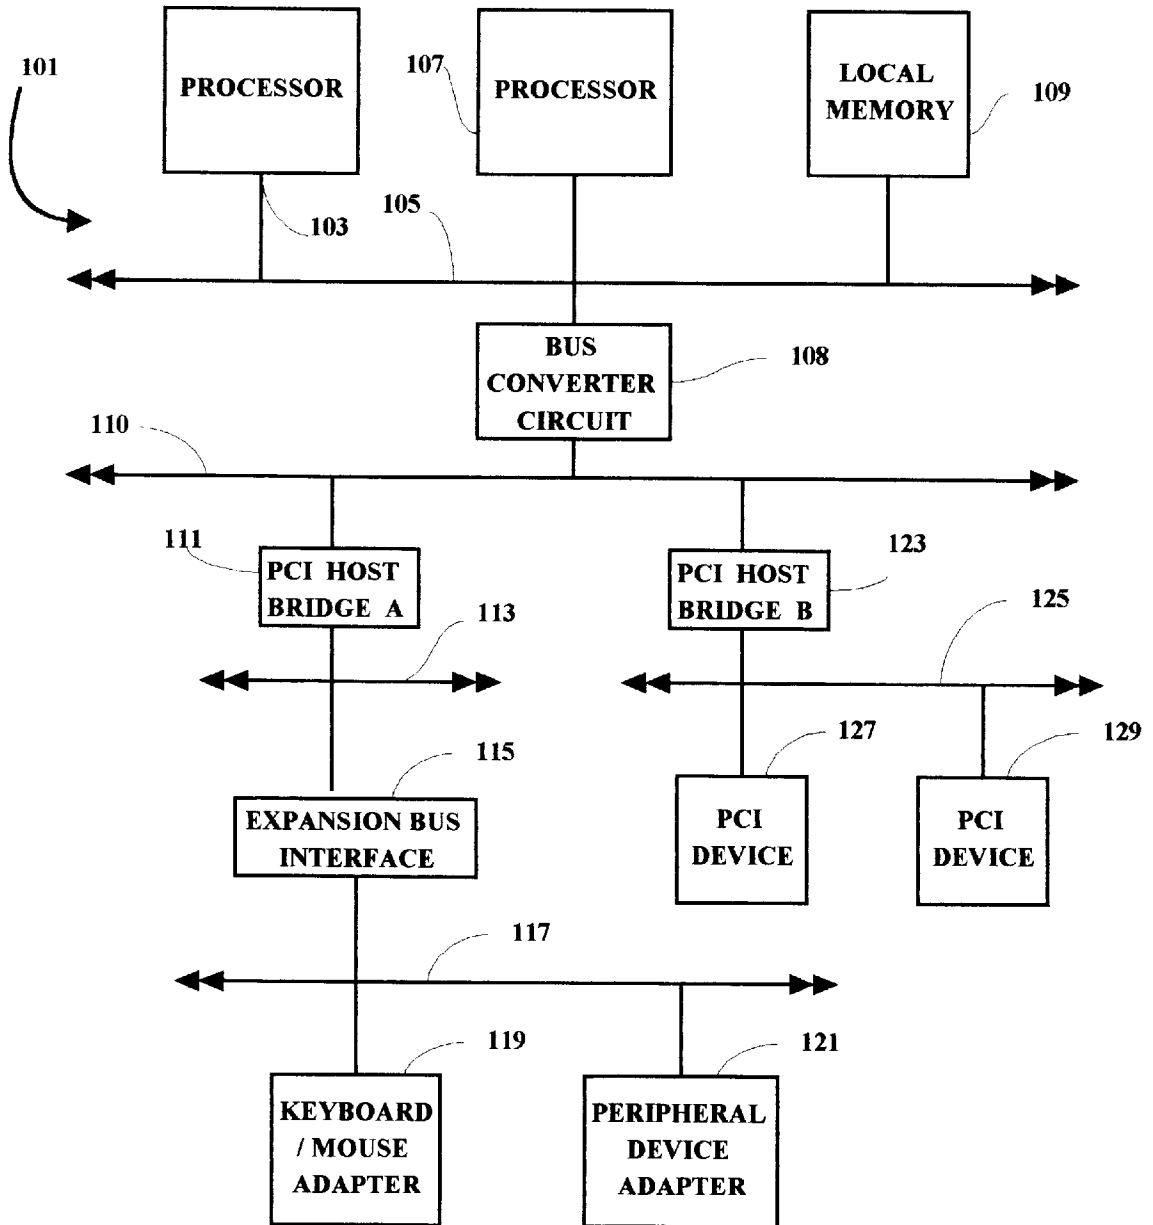 101
PROCESSOR
107
PROCESSOR
LOCAL
MEMORY
109
103
105
BUS
CONVERTER
CIRCUIT
108
110
111
PCI HOST
BRIDGE A
PCI HOST
BRIDGE B
123
113
125
115
127
129
EXPANSION BUS
INTERFACE
PCI
DEVICE
PCI
DEVICE
117
119
121
KEYBOARD
/ MOUSE
ADAPTER
PERIPHERAL
DEVICE
ADAPTER